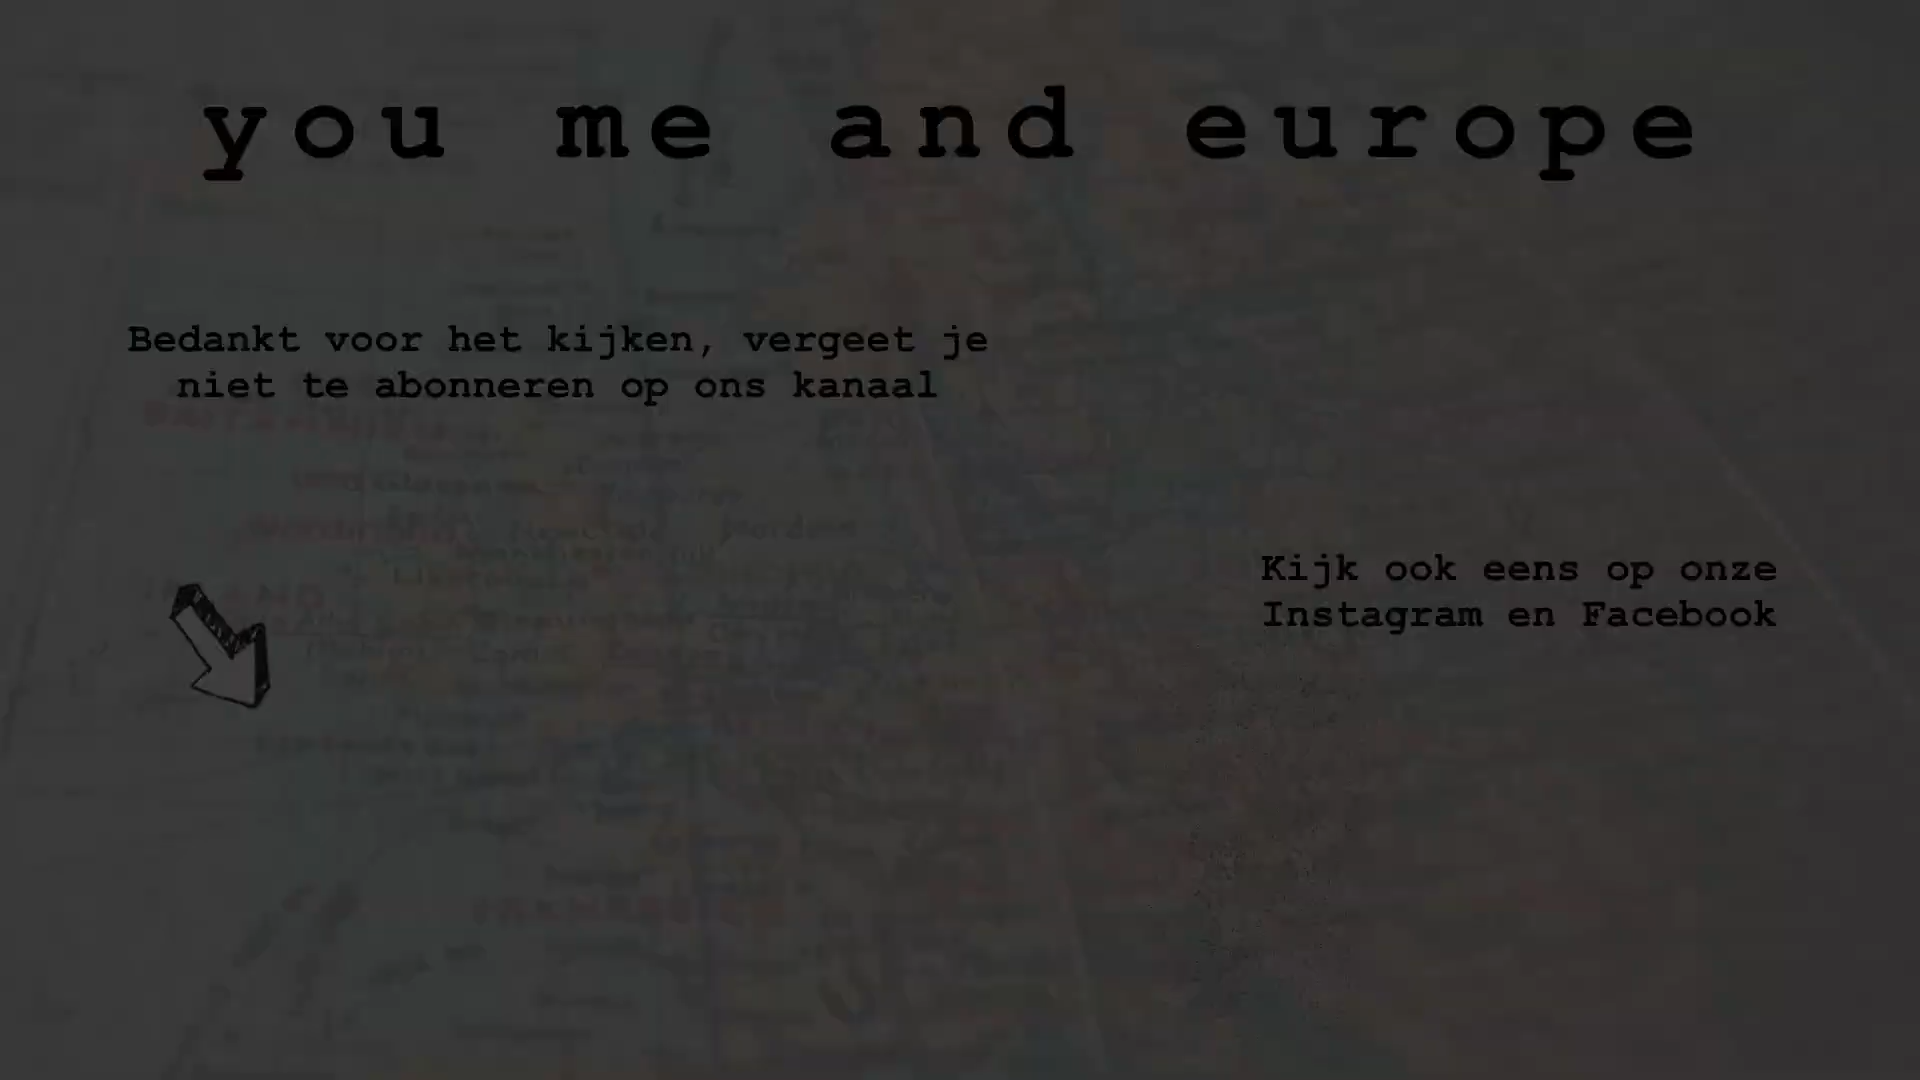 you me and europe
Bedankt voor het kijken, vergeet je
niet te abonneren op ons kanaal
Kijk ook eens op onze
Instagram en Facebook